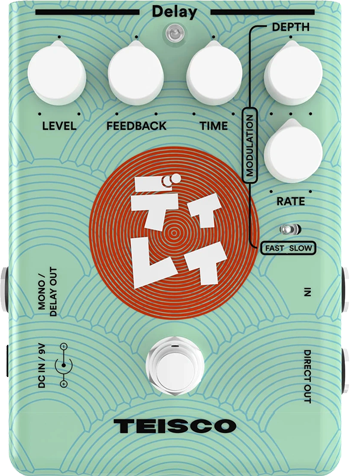 Delay
DEPTH
LEVEL
FEEDBACK
TIME
MODULATION
RATE
FAST SLOW
ディ
レイ
MONO /
DELAY OUT
IN
DC IN / 9V
DIRECT OUT
TEISCO